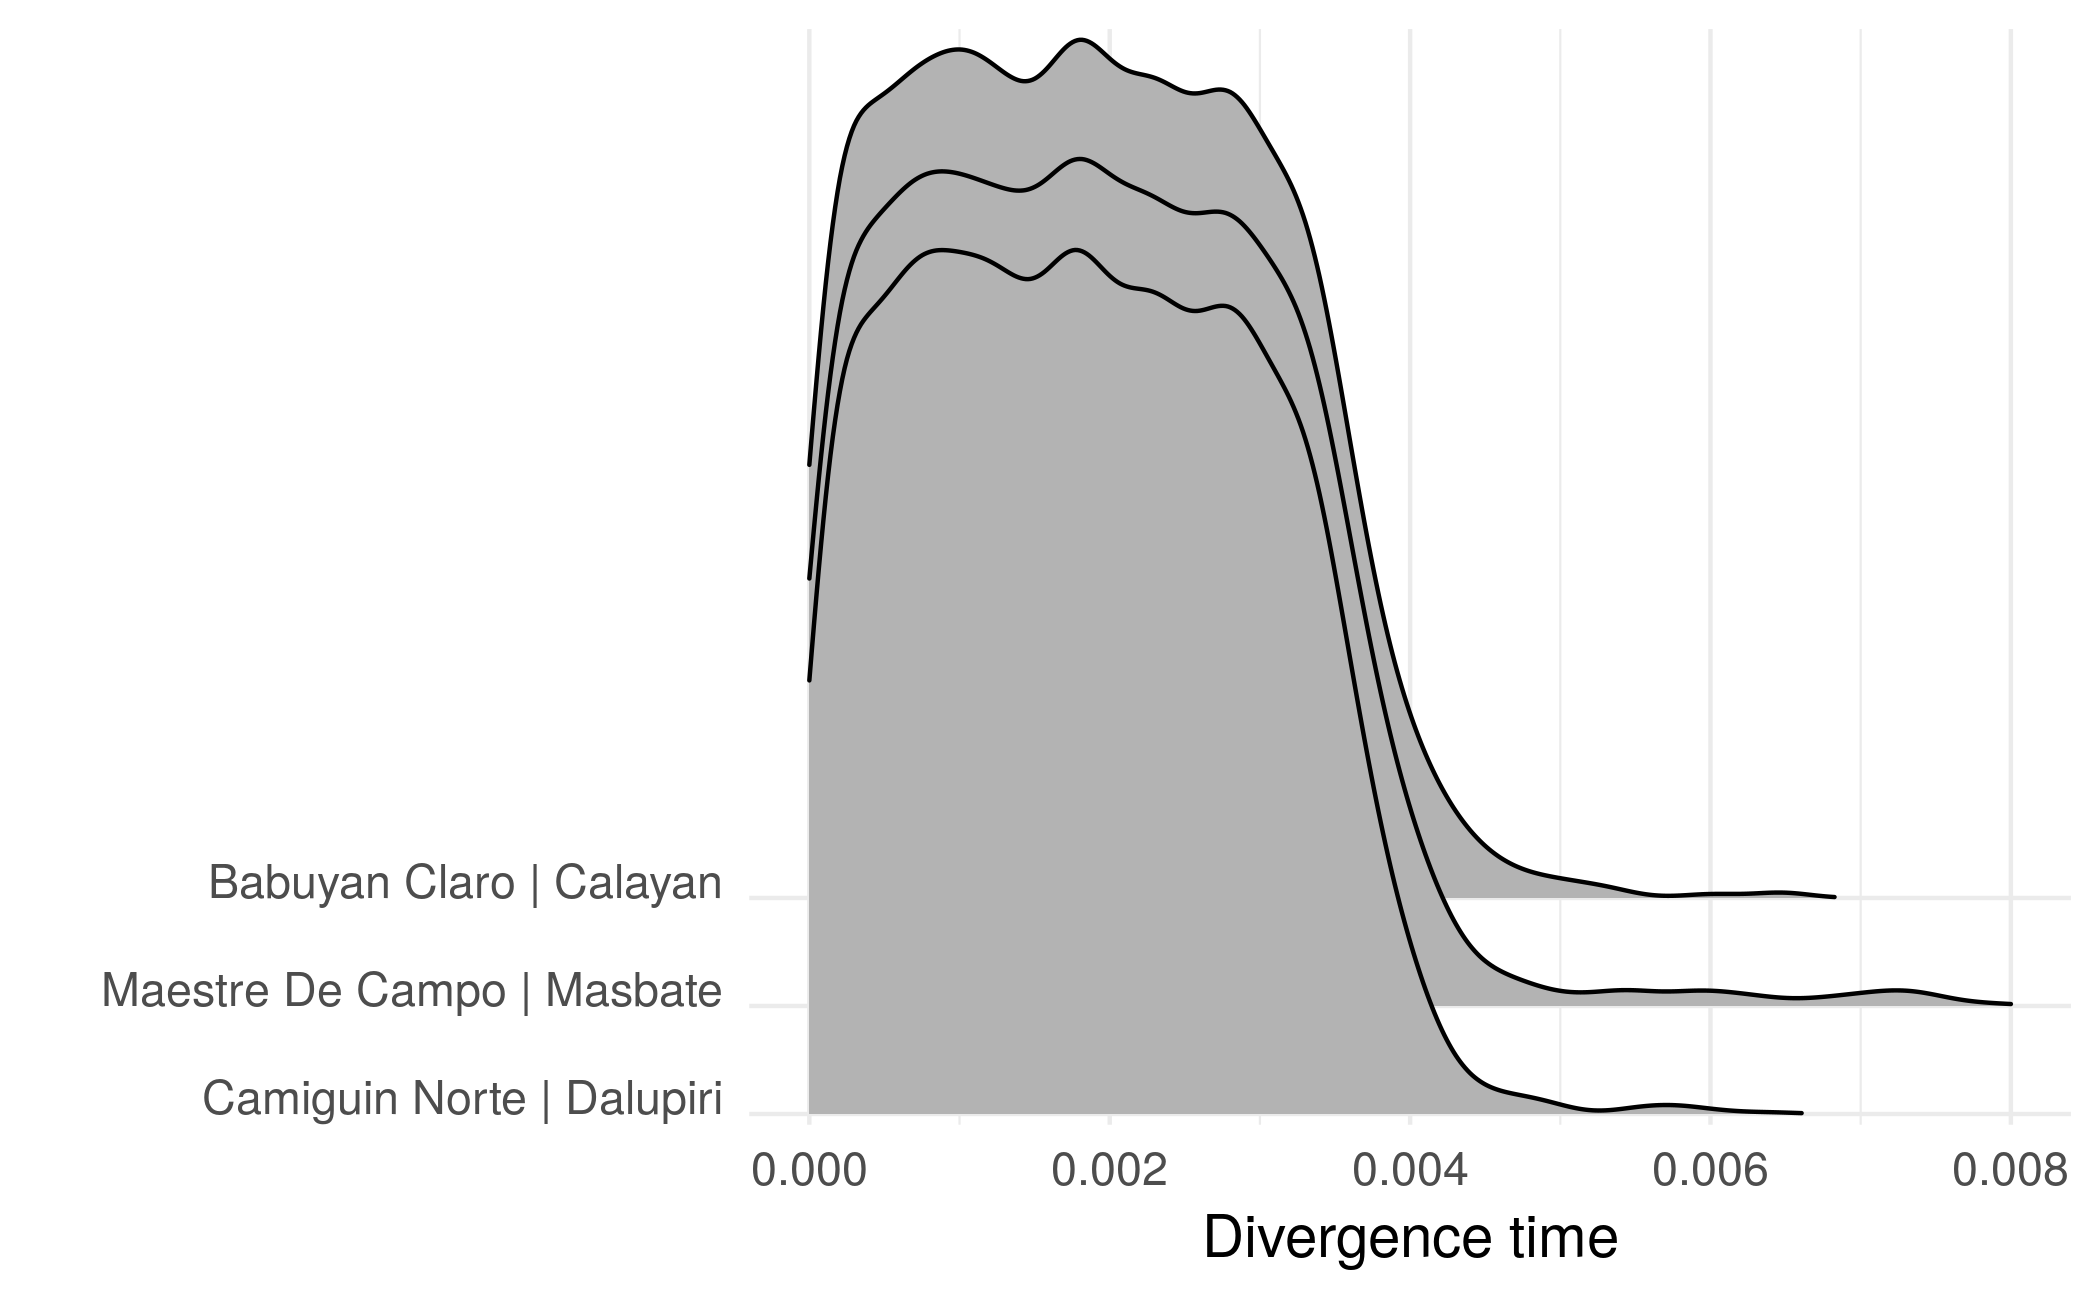 Babuyan Claro | Calayan
Maestre De Campo | Masbate
Camiguin Norte | Dalupiri
0.000 0.002 0.004 0.006 0.008
Divergence time